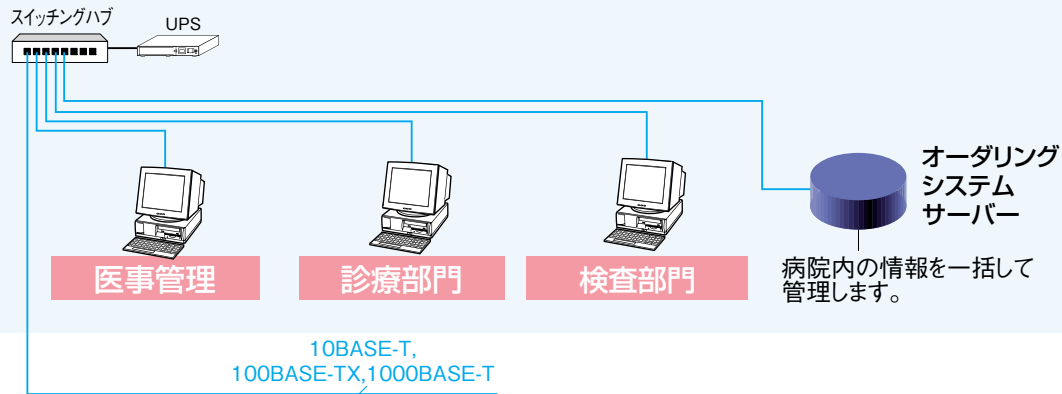 スイッチングハブ
UPS
オーダリング
システム
サーバー
医事管理
診療部門
検査部門
病院内の情報を一括して
管理します。
10BASE-T,
100BASE-TX,1000BASE-T